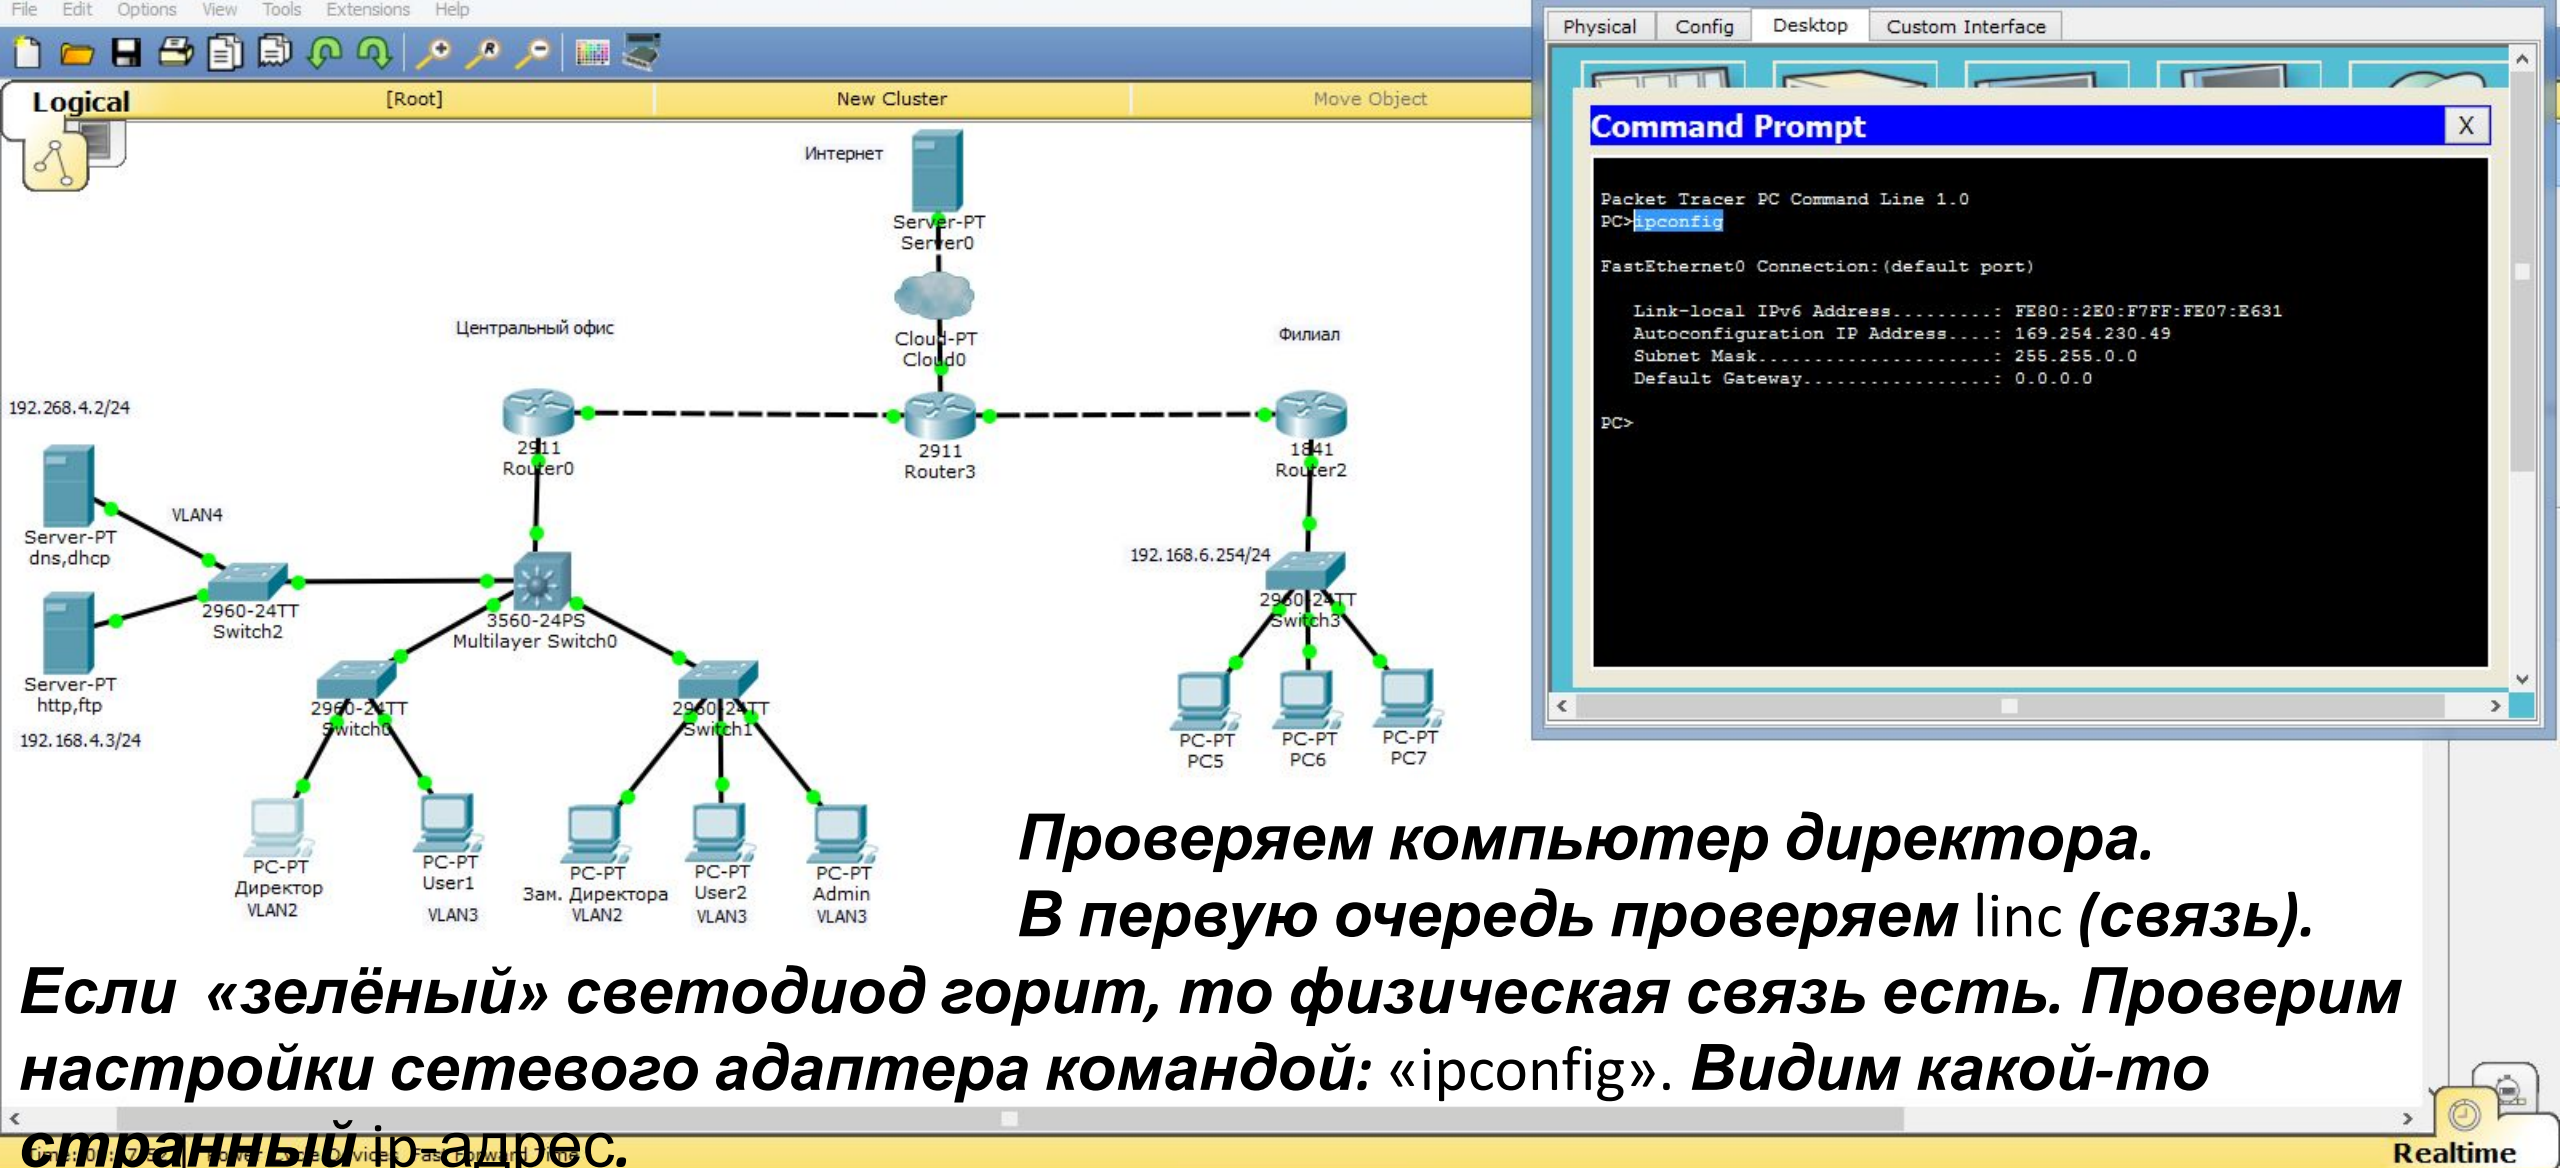 File Edit Options View Tools Extensions Help
Logical [Root] New Cluster Move Object
Интернет
Server-PT
Server0
Cloud-PT
Cloud0
Центральный офис
Филиал
2911
Router0
2911
Router3
1841
Router2
192.268.4.2/24
Server-PT
dns,dhcp
VLAN4
2960-24TT
Switch2
3560-24PS
Multilayer Switch0
192.168.6.254/24
2960-24TT
Switch3
Server-PT
http,ftp
192.168.4.3/24
2960-24TT
Switch0
2960-24TT
Switch1
PC-PT
PC5
PC-PT
PC6
PC-PT
PC7
PC-PT
Директор
VLAN2
PC-PT
User1
VLAN3
PC-PT
Зам. Директора
VLAN2
PC-PT
User2
VLAN3
PC-PT
Admin
VLAN3
Physical Config Desktop Custom Interface
Command Prompt X
Packet Tracer PC Command Line 1.0
PC>ipconfig
FastEthernet0 Connection:(default port)
Link-local IPv6 Address.........: FE80::2E0:F7FF:FE07:E631
Autoconfiguration IP Address....: 169.254.230.49
Subnet Mask.....................: 255.255.0.0
Default Gateway.................: 0.0.0.0
PC>
Проверяем компьютер директора.
В первую очередь проверяем linc (связь).
Если «зелёный» светодиод горит, то физическая связь есть. Проверим
настройки сетевого адаптера командой: «ipconfig». Видим какой-то
странный ip-адрес.
Power Cycle Devices Fast Forward Time
Realtime